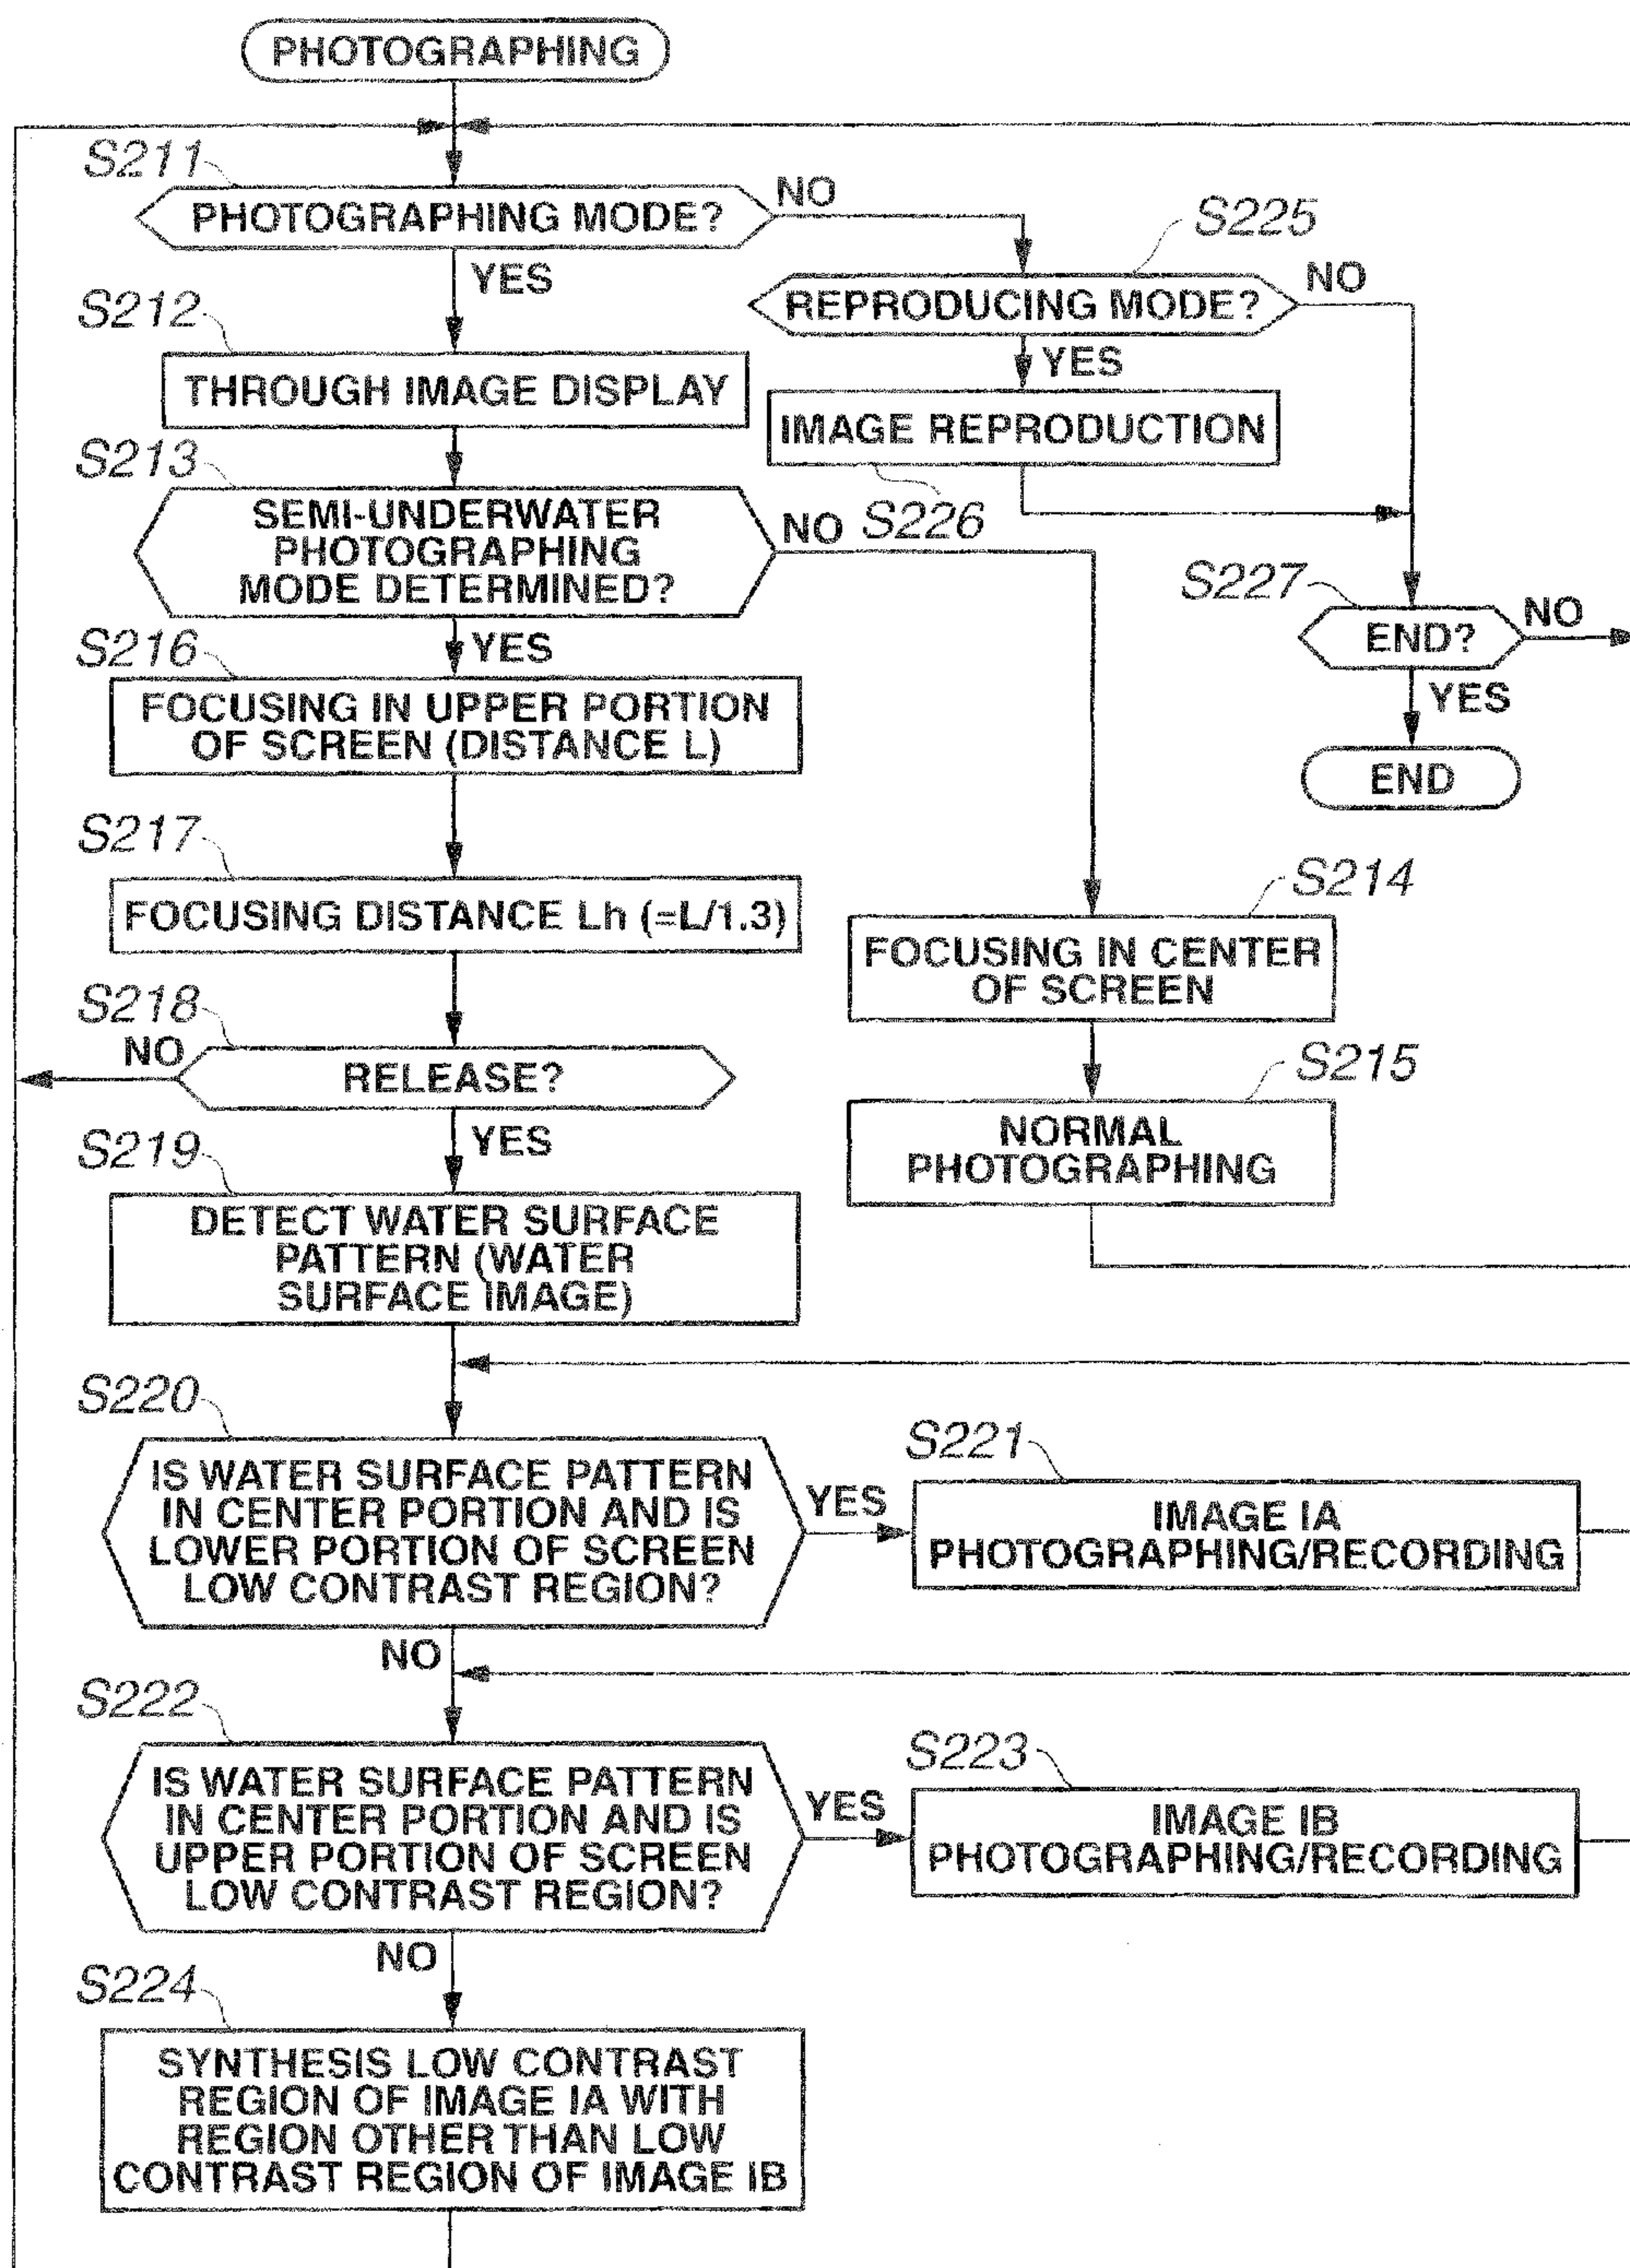 PHOTOGRAPHING
S211
PHOTOGRAPHING MODE?
NO
YES
S225
REPRODUCING MODE?
NO
YES
S212
THROUGH IMAGE DISPLAY
IMAGE REPRODUCTION
S226
S213
SEMI-UNDERWATER
PHOTOGRAPHING
MODE DETERMINED?
NO
YES
S227
END?
NO
YES
END
S216
FOCUSING IN UPPER PORTION
OF SCREEN (DISTANCE L)
S217
FOCUSING DISTANCE Lh (=L/1.3)
S214
FOCUSING IN CENTER
OF SCREEN
S218
NO
RELEASE?
YES
S215
NORMAL
PHOTOGRAPHING
S219
DETECT WATER SURFACE
PATTERN (WATER
SURFACE IMAGE)
S220
IS WATER SURFACE PATTERN
IN CENTER PORTION AND IS
LOWER PORTION OF SCREEN
LOW CONTRAST REGION?
YES
NO
S221
IMAGE IA
PHOTOGRAPHING/RECORDING
S222
IS WATER SURFACE PATTERN
IN CENTER PORTION AND IS
UPPER PORTION OF SCREEN
LOW CONTRAST REGION?
YES
NO
S223
IMAGE IB
PHOTOGRAPHING/RECORDING
S224
SYNTHESIS LOW CONTRAST
REGION OF IMAGE IA WITH
REGION OTHER THAN LOW
CONTRAST REGION OF IMAGE IB